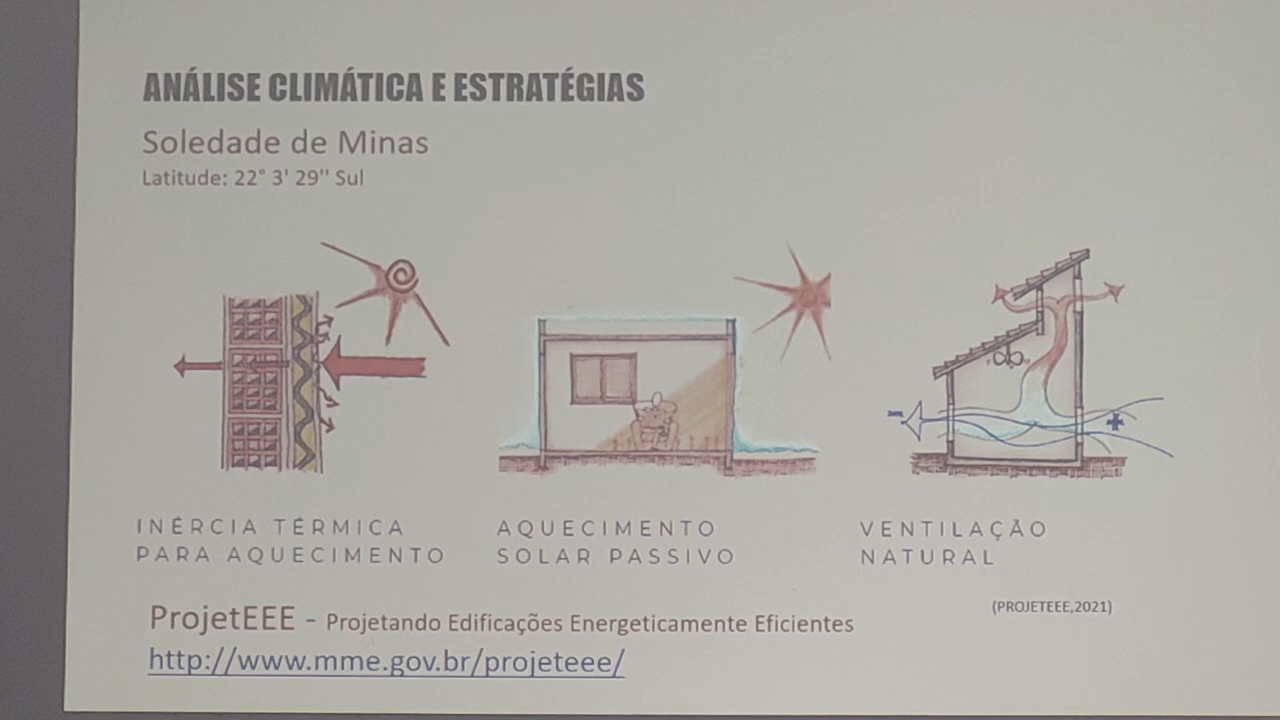 ANÁLISE CLIMÁTICA E ESTRATÉGIAS
Soledade de Minas
Latitude: 22° 3' 29'' Sul
INÉRCIA TÉRMICA
PARA AQUECIMENTO
AQUECIMENTO
SOLAR PASSIVO
VENTILAÇÃO
NATURAL
(PROJETEEE,2021)
ProjetEEE - Projetando Edificações Energeticamente Eficientes
http://www.mme.gov.br/projeteee/